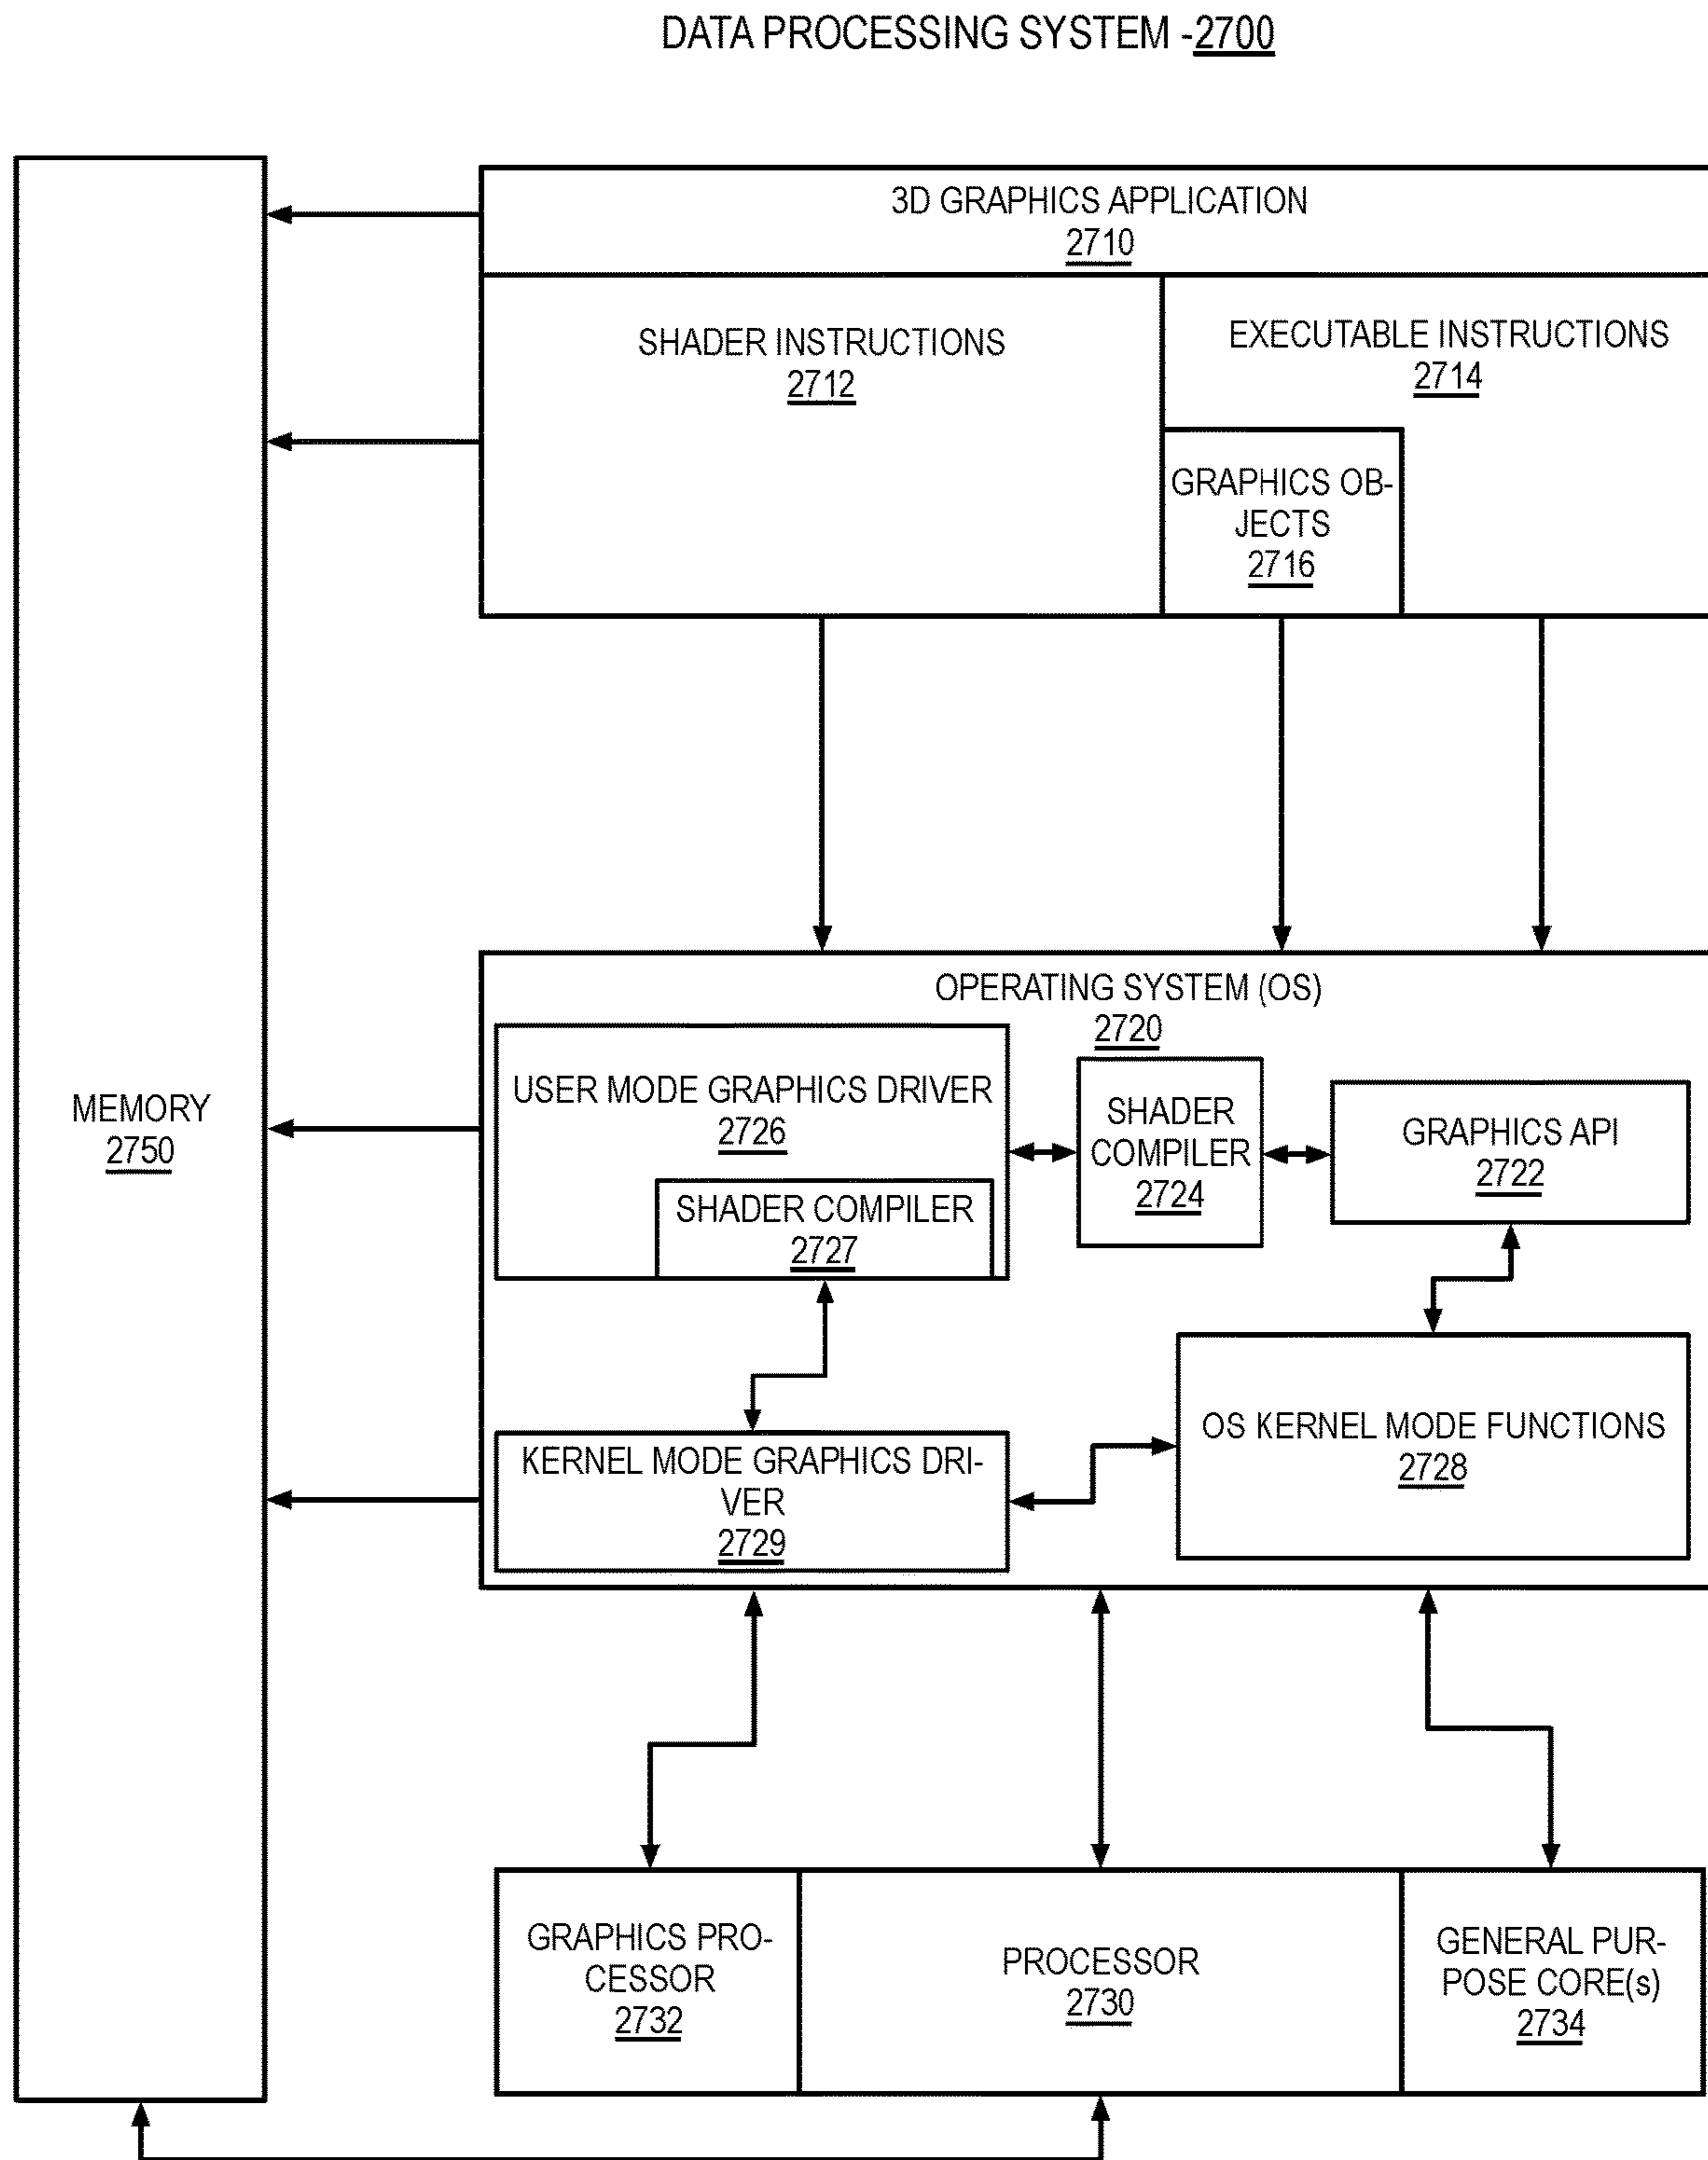 DATA PROCESSING SYSTEM -2700
3D GRAPHICS APPLICATION
2710
SHADER INSTRUCTIONS
2712
EXECUTABLE INSTRUCTIONS
2714
GRAPHICS OB-
JECTS
2716
MEMORY
2750
OPERATING SYSTEM (OS)
2720
USER MODE GRAPHICS DRIVER
2726
SHADER COMPILER
2727
SHADER
COMPILER
2724
GRAPHICS API
2722
KERNEL MODE GRAPHICS DRI-
VER
2729
OS KERNEL MODE FUNCTIONS
2728
GRAPHICS PRO-
CESSOR
2732
PROCESSOR
2730
GENERAL PUR-
POSE CORE(s)
2734